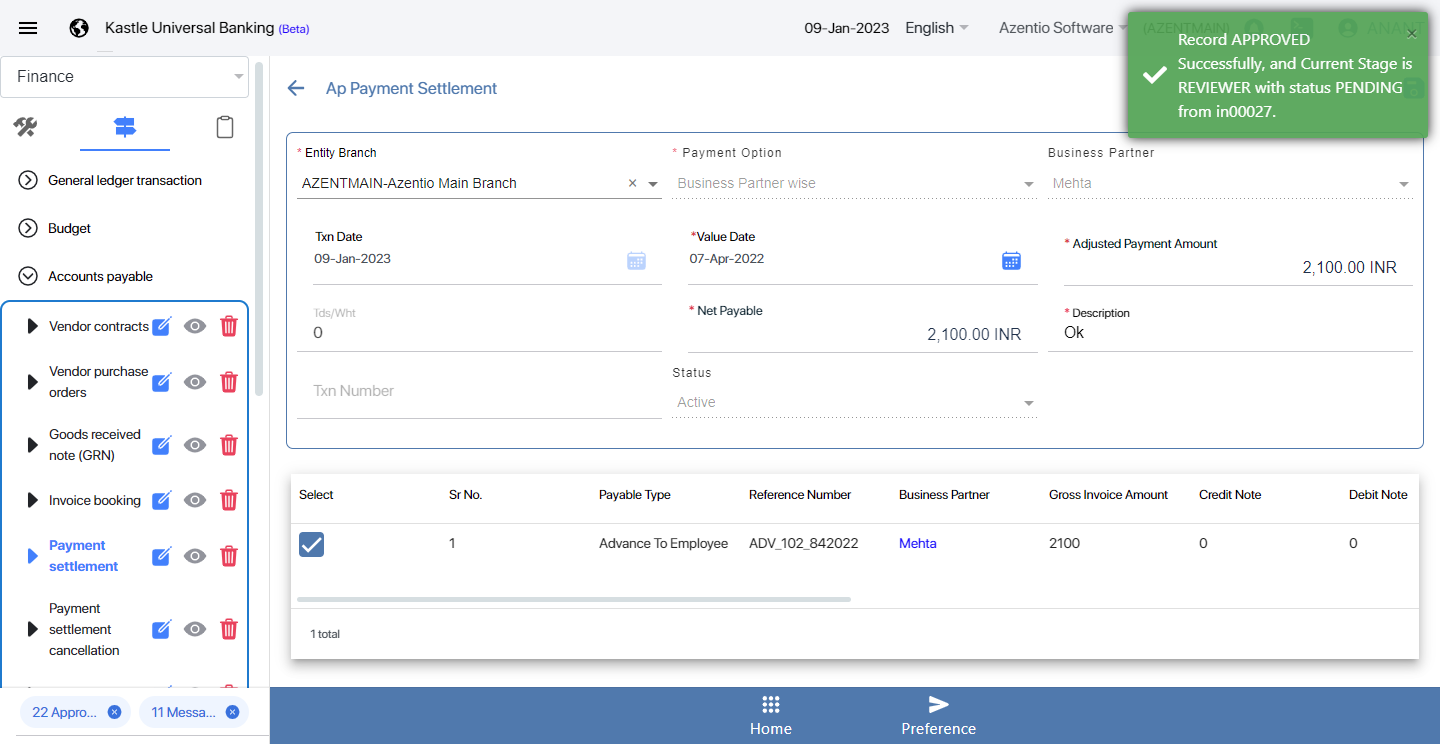 Kastle Universal Banking (Beta)
09-Jan-2023
English
Azentio Software
(AZENTMAIN)
Record APPROVED
Successfully, and Current Stage is
REVIEWER with status PENDING
from in00027.
×
Finance
General ledger transaction
Budget
Accounts payable
Vendor contracts
Vendor purchase
orders
Goods received
note (GRN)
Invoice booking
Payment
settlement
Payment
settlement
cancellation
22 Appro...
11 Messa...
Ap Payment Settlement
* Entity Branch
AZENTMAIN-Azentio Main Branch ×
* Payment Option
Business Partner wise
Business Partner
Mehta
Txn Date
09-Jan-2023
*Value Date
07-Apr-2022
* Adjusted Payment Amount
2,100.00 INR
Tds/Wht
0
* Net Payable
2,100.00 INR
* Description
Ok
Txn Number
Status
Active
Select Sr No. Payable Type Reference Number Business Partner Gross Invoice Amount Credit Note Debit Note
1 Advance To Employee ADV_102_842022 Mehta 2100 0 0
1 total
Home
Preference